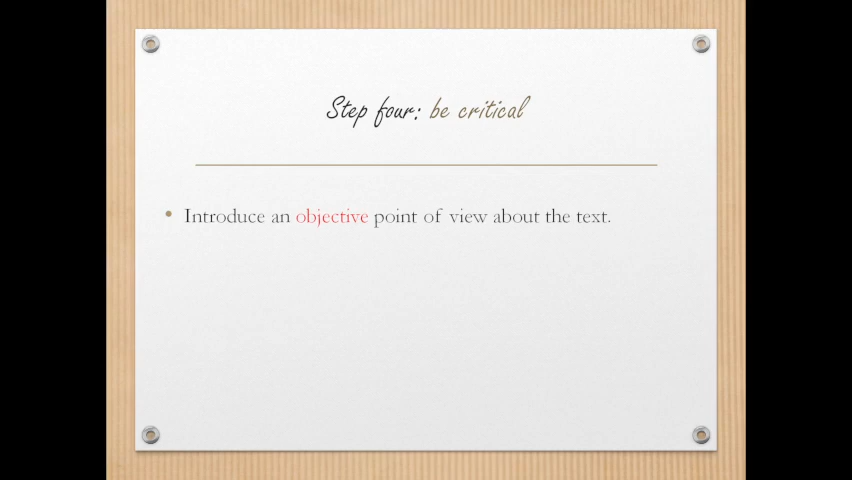 Step four: be critical
• Introduce an objective point of view about the text.